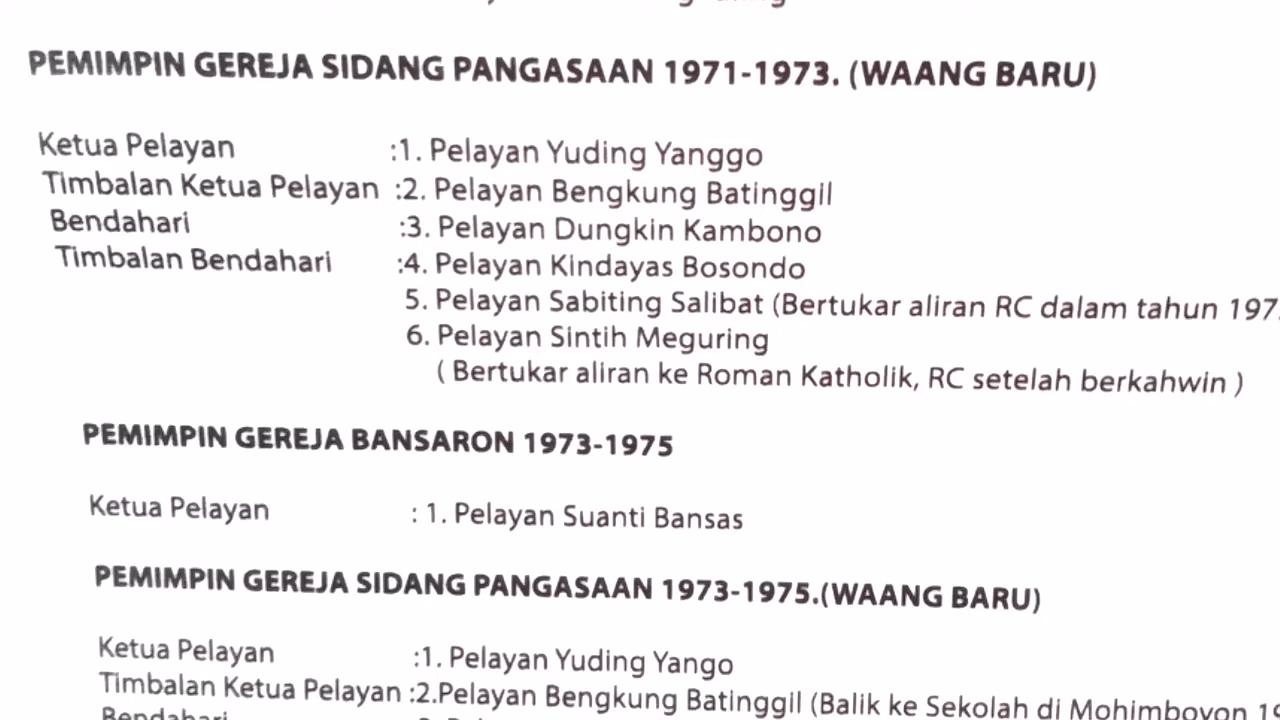 PEMIMPIN GEREJA SIDANG PANGASAAN 1971-1973. (WAANG BARU)
Ketua Pelayan :1. Pelayan Yuding Yanggo
Timbalan Ketua Pelayan :2. Pelayan Bengkung Batinggil
Bendahari :3. Pelayan Dungkin Kambono
Timbalan Bendahari :4. Pelayan Kindayas Bosondo
5. Pelayan Sabiting Salibat (Bertukar aliran RC dalam tahun
6. Pelayan Sintih Meguring
( Bertukar aliran ke Roman Katholik, RC setelah berkahwin )
PEMIMPIN GEREJA BANSARON 1973-1975
Ketua Pelayan : 1. Pelayan Suanti Bansas
PEMIMPIN GEREJA SIDANG PANGASAAN 1973-1975.(WAANG BARU)
Ketua Pelayan :1. Pelayan Yuding Yango
Timbalan Ketua Pelayan :2.Pelayan Bengkung Batinggil (Balik ke Sekolah di Mohimboyon
Bendahari